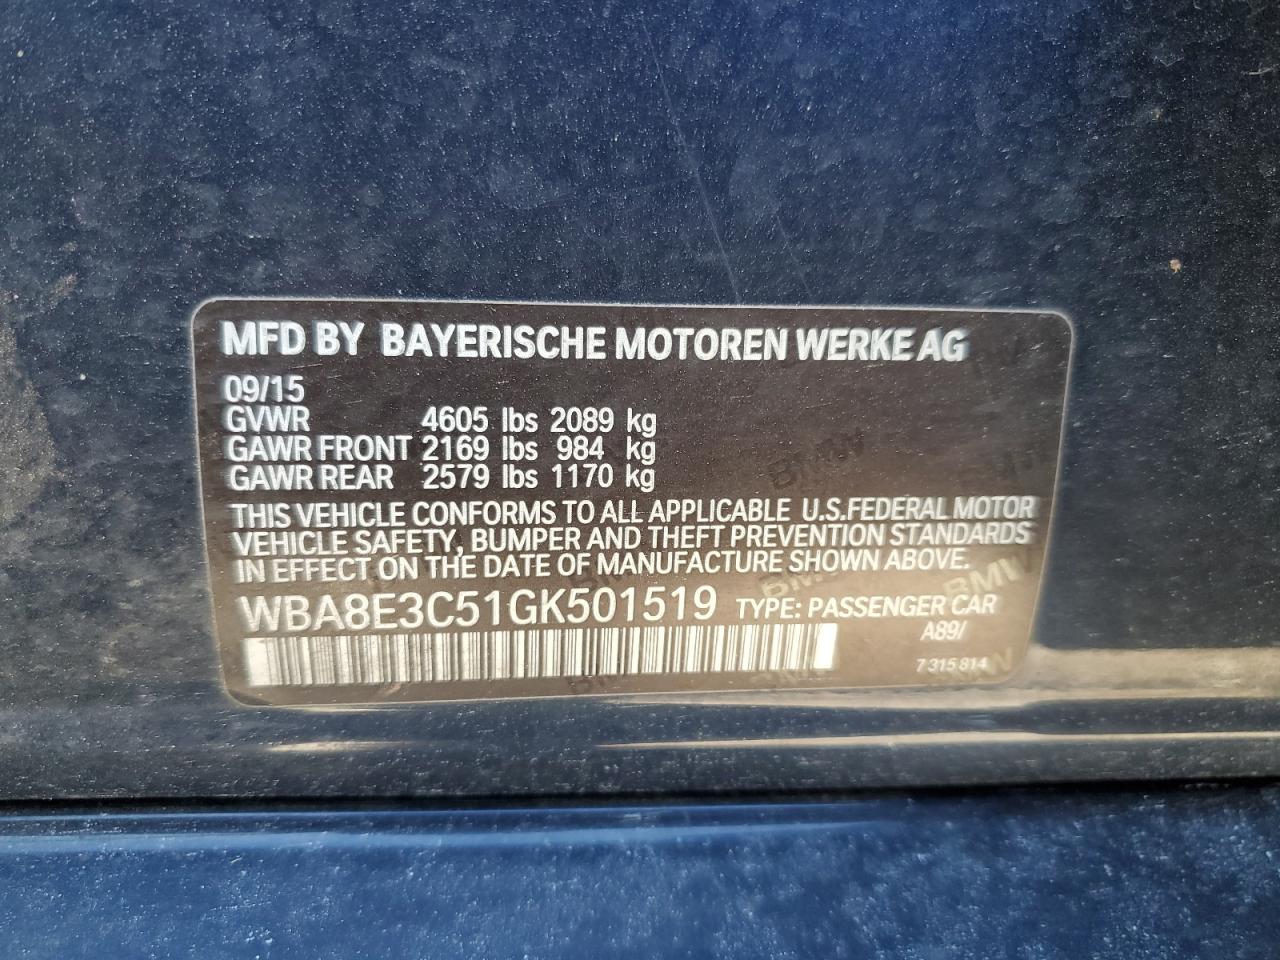 MFD BY BAYERISCHE MOTOREN WERKE AG
09/15
GVWR 4605 lbs 2089 kg
GAWR FRONT 2169 lbs 984 kg
GAWR REAR 2579 lbs 1170 kg
THIS VEHICLE CONFORMS TO ALL APPLICABLE U.S.FEDERAL MOTOR
VEHICLE SAFETY, BUMPER AND THEFT PREVENTION STANDARDS
IN EFFECT ON THE DATE OF MANUFACTURE SHOWN ABOVE.
WBA8E3C51GK501519 TYPE: PASSENGER CAR
A89/
7 315 814